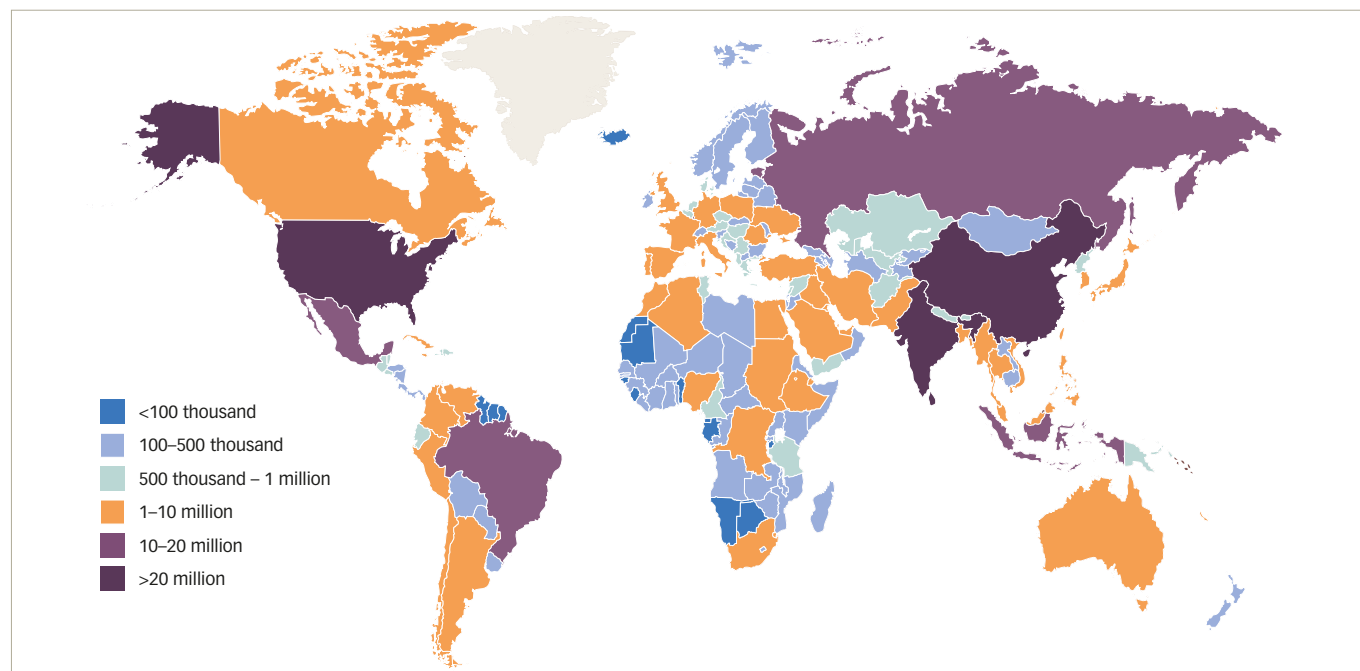 <100 thousand
100–500 thousand
500 thousand – 1 million
1–10 million
10–20 million
>20 million